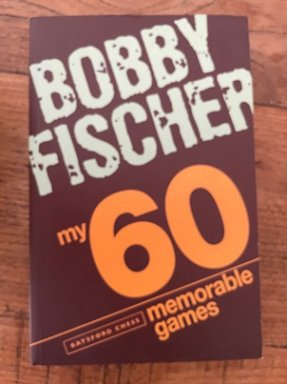 BOBBY
FISCHER
my 60
memorable
games
BATSFORD CHESS